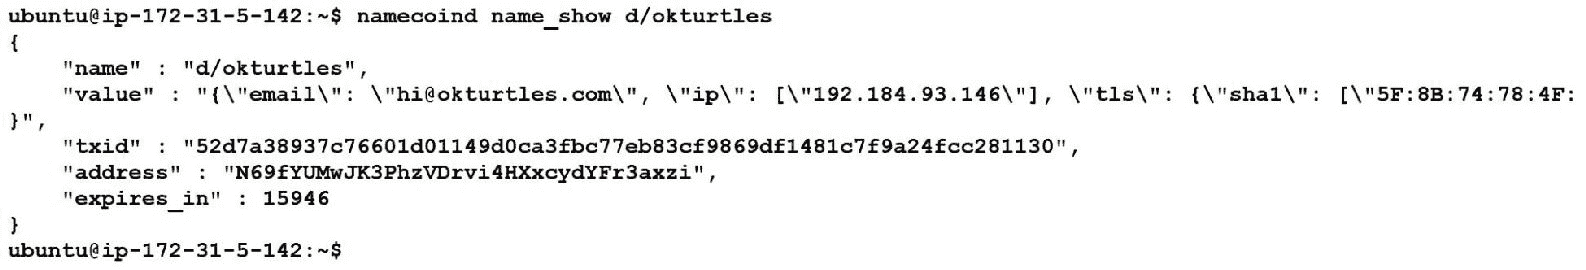 ubuntu@ip-172-31-5-142:~$ namecoind name_show d/okturtles
{
    "name" : "d/okturtles",
    "value" : "{\"email\": \"hi@okturtles.com\", \"ip\": [\"192.184.93.146\"], \"tls\": {\"sha1\": [\"5F:8B:74:78:4F:
}",
    "txid" : "52d7a38937c76601d01149d0ca3fbc77eb83cf9869df1481c7f9a24fcc281130",
    "address" : "N69fYUMwJK3PhzVDrvi4HXxcydYFr3axzi",
    "expires_in" : 15946
}
ubuntu@ip-172-31-5-142:~$